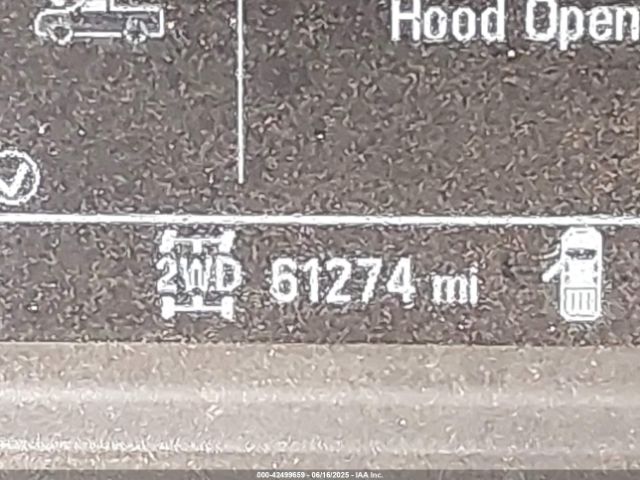 Hood Open
2WD 61274 mi
000-42499659 - 06/16/2025 - IAA Inc.